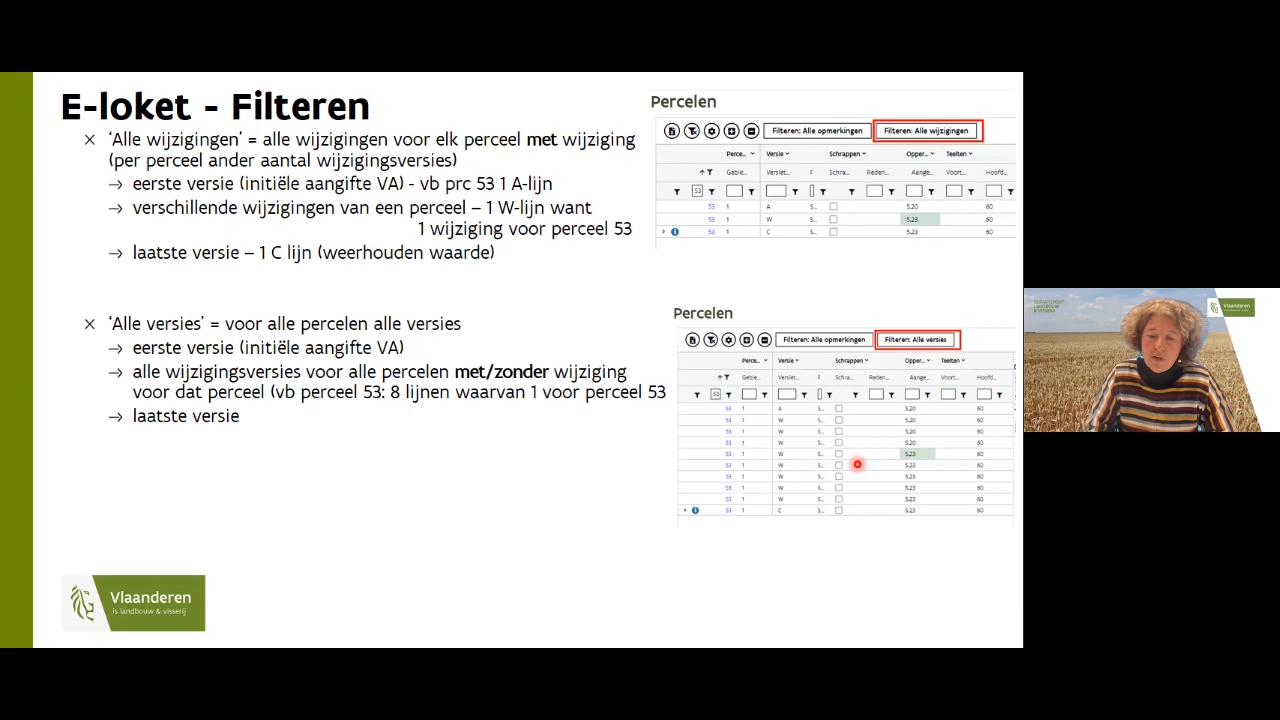 E-loket - Filteren
× ‘Alle wijzigingen’ = alle wijzigingen voor elk perceel met wijziging
(per perceel ander aantal wijzigingsversies)
→ eerste versie (initiële aangifte VA) - vb prc 53 1 A-lijn
→ verschillende wijzigingen van een perceel – 1 W-lijn want
1 wijziging voor perceel 53
→ laatste versie – 1 C lijn (weerhouden waarde)
× ‘Alle versies’ = voor alle percelen alle versies
→ eerste versie (initiële aangifte VA)
→ alle wijzigingsversies voor alle percelen met/zonder wijziging
voor dat perceel (vb perceel 53: 8 lijnen waarvan 1 voor perceel 53
→ laatste versie
Percelen
Filteren: Alle opmerkingen Filteren: Alle wijzigingen
Perce... Versie Schrappen Opper... Teelten
Gebie... Versiet... F Schra... Reden... Aange... Voort... Hoofd...
53
53 1 A S... 5,20 60
53 1 W S... 5,23 60
53 1 C S... 5,23 60
Percelen
Filteren: Alle opmerkingen Filteren: Alle versies
Perce... Versie Schrappen Opper... Teelten
Gebie... Versiet... F Schra... Reden... Aange... Voort... Hoofd...
53
53 1 A S... 5,20 60
53 1 W S... 5,20 60
53 1 W S... 5,20 60
53 1 W S... 5,20 60
53 1 W S... 5,23 60
53 1 W S... 5,23 60
53 1 W S... 5,23 60
53 1 W S... 5,23 60
53 1 W S... 5,23 60
53 1 C S... 5,23 60
Vlaanderen
is landbouw & visserij
DEPARTEMENT
LANDBOUW
& VISSERIJ
Vlaanderen